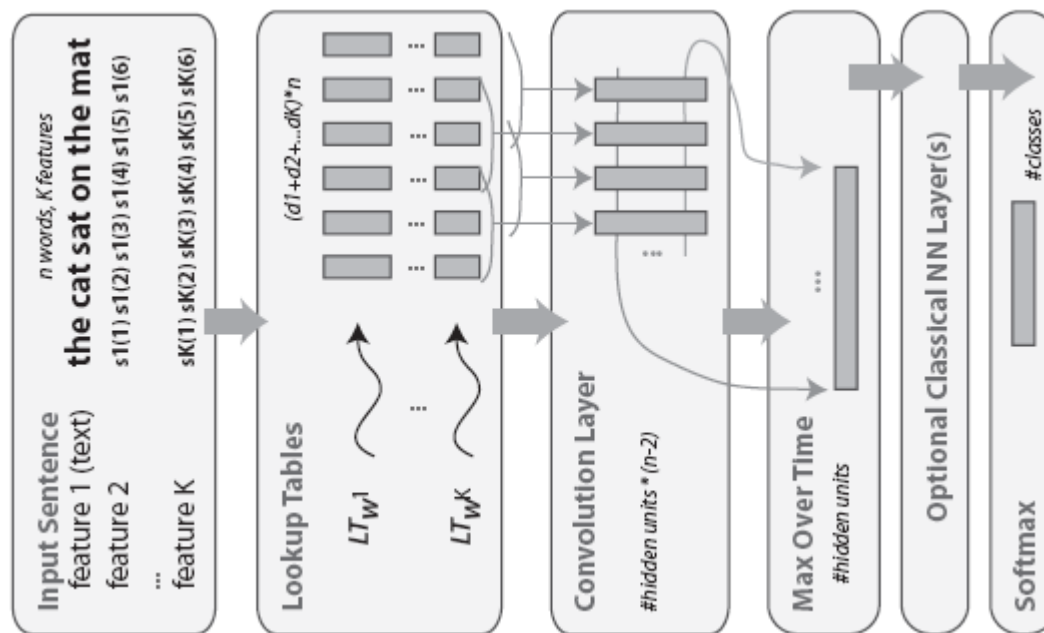 Input Sentence
n words, K features
feature 1 (text) the cat sat on the mat
feature 2 s1(1) s1(2) s1(3) s1(4) s1(5) s1(6)
...
feature K sK(1) sK(2) sK(3) sK(4) sK(5) sK(6)
Lookup Tables
(d1+d2+...dK)*n
LTw1
...
...
LTwK
...
Convolution Layer
#hidden units * (n-2)
...
Max Over Time
#hidden units
...
Optional Classical NN Layer(s)
Softmax
#classes